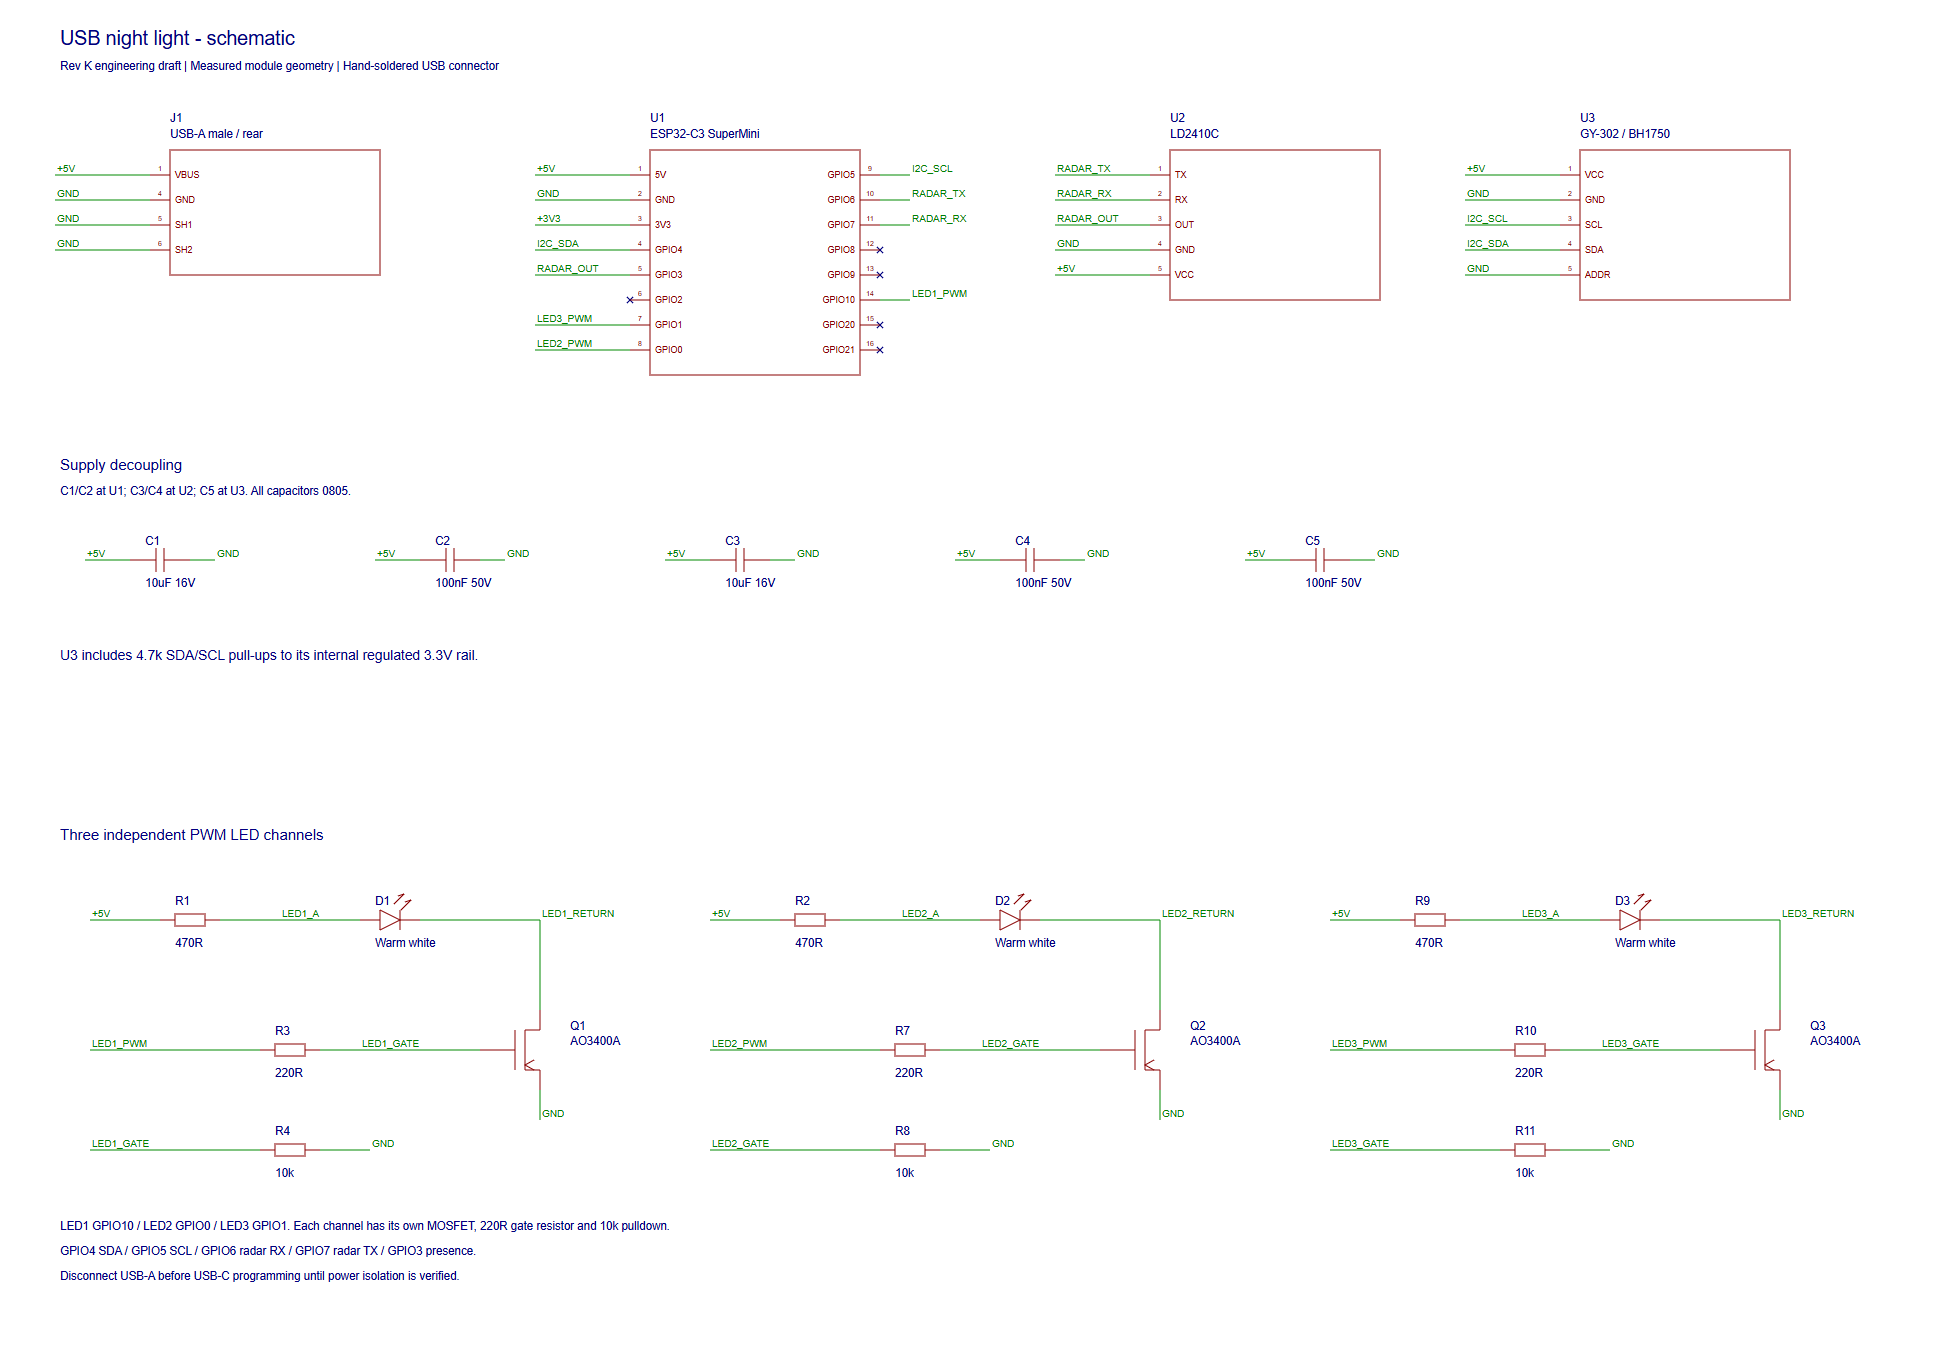 USB night light - schematic
Rev K engineering draft | Measured module geometry | Hand-soldered USB connector
J1
USB-A male / rear
+5V 1 VBUS
GND 4 GND
GND 5 SH1
GND 6 SH2
U1
ESP32-C3 SuperMini
+5V 1 5V GPIO5 9 I2C_SCL
GND 2 GND GPIO6 10 RADAR_TX
+3V3 3 3V3 GPIO7 11 RADAR_RX
I2C_SDA 4 GPIO4 GPIO8 12
RADAR_OUT 5 GPIO3 GPIO9 13
6 GPIO2 GPIO10 14 LED1_PWM
LED3_PWM 7 GPIO1 GPIO20 15
LED2_PWM 8 GPIO0 GPIO21 16
U2
LD2410C
RADAR_TX 1 TX
RADAR_RX 2 RX
RADAR_OUT 3 OUT
GND 4 GND
+5V 5 VCC
U3
GY-302 / BH1750
+5V 1 VCC
GND 2 GND
I2C_SCL 3 SCL
I2C_SDA 4 SDA
GND 5 ADDR
Supply decoupling
C1/C2 at U1; C3/C4 at U2; C5 at U3. All capacitors 0805.
C1
+5V GND
10uF 16V
C2
+5V GND
100nF 50V
C3
+5V GND
10uF 16V
C4
+5V GND
100nF 50V
C5
+5V GND
100nF 50V
U3 includes 4.7k SDA/SCL pull-ups to its internal regulated 3.3V rail.
Three independent PWM LED channels
R1 D1
+5V LED1_A LED1_RETURN
470R Warm white
Q1
R3 AO3400A
LED1_PWM LED1_GATE
220R
GND
R4
LED1_GATE GND
10k
R2 D2
+5V LED2_A LED2_RETURN
470R Warm white
Q2
R7 AO3400A
LED2_PWM LED2_GATE
220R
GND
R8
LED2_GATE GND
10k
R9 D3
+5V LED3_A LED3_RETURN
470R Warm white
Q3
R10 AO3400A
LED3_PWM LED3_GATE
220R
GND
R11
LED3_GATE GND
10k
LED1 GPIO10 / LED2 GPIO0 / LED3 GPIO1. Each channel has its own MOSFET, 220R gate resistor and 10k pulldown.
GPIO4 SDA / GPIO5 SCL / GPIO6 radar RX / GPIO7 radar TX / GPIO3 presence.
Disconnect USB-A before USB-C programming until power isolation is verified.